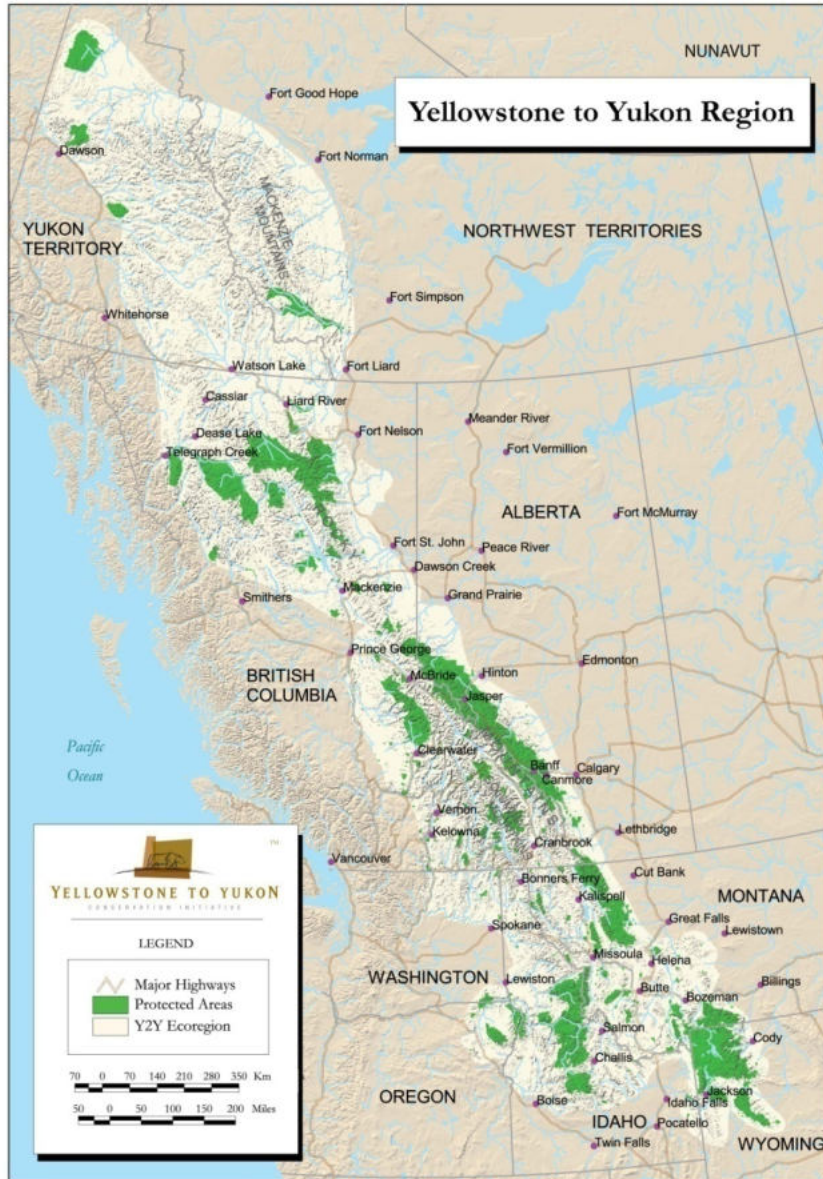 NUNAVUT
Yellowstone to Yukon Region
Fort Good Hope
Dawson
Fort Norman
MACKENZIE
MOUNTAINS
YUKON
TERRITORY
NORTHWEST TERRITORIES
Fort Simpson
Whitehorse
Watson Lake
Fort Liard
Cassiar
Liard River
Meander River
Dease Lake
Fort Nelson
Telegraph Creek
Fort Vermillion
ALBERTA
Fort McMurray
Fort St. John
Peace River
Dawson Creek
Mackenzie
Grand Prairie
Smithers
Prince George
Edmonton
BRITISH
COLUMBIA
McBride
Hinton
Jasper
Pacific
Ocean
Clearwater
Banff
Calgary
Canmore
Vernon
Kelowna
Lethbridge
Cranbrook
Vancouver
Cut Bank
Bonners Ferry
Kalispell
MONTANA
Great Falls
Spokane
Lewistown
Missoula
Helena
WASHINGTON
Lewiston
Butte
Billings
Bozeman
Salmon
Cody
Challis
OREGON
Boise
Jackson
Idaho Falls
IDAHO
Pocatello
WYOMING
Twin Falls
TM
YELLOWSTONE TO YUKON
CONSERVATION INITIATIVE
LEGEND
Major Highways
Protected Areas
Y2Y Ecoregion
70 0 70 140 210 280 350 Km
50 0 50 100 150 200 Miles